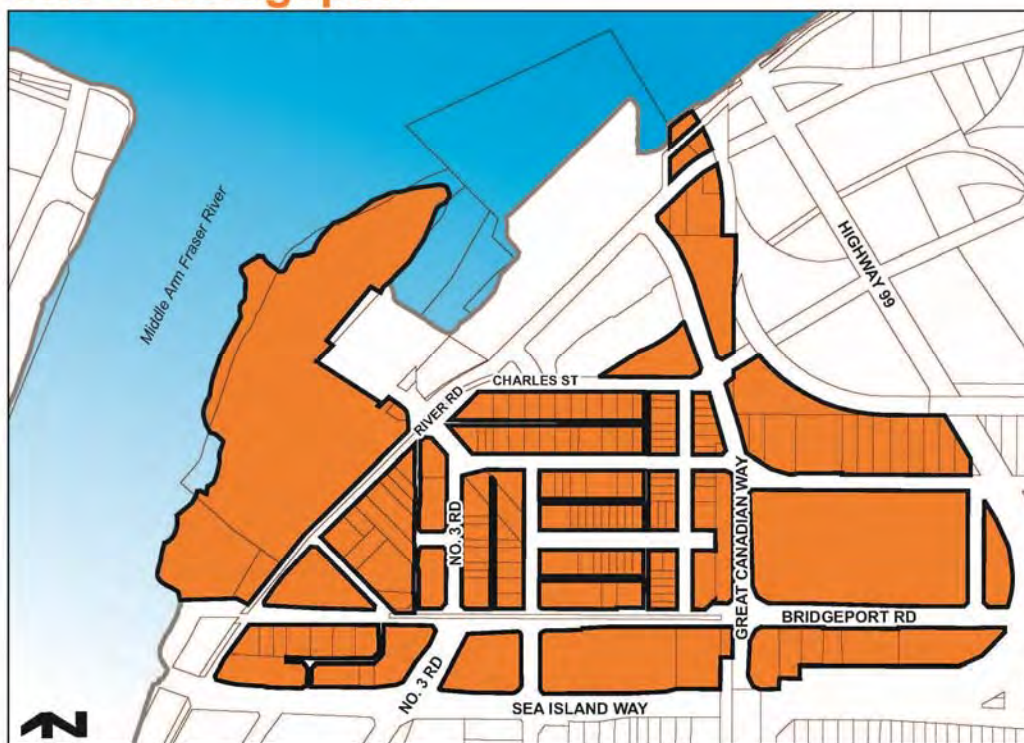 Middle Arm Fraser River
HIGHWAY 99
CHARLES ST
RIVER RD
NO. 3 RD
GREAT CANADIAN WAY
BRIDGEPORT RD
NO. 3 RD
SEA ISLAND WAY